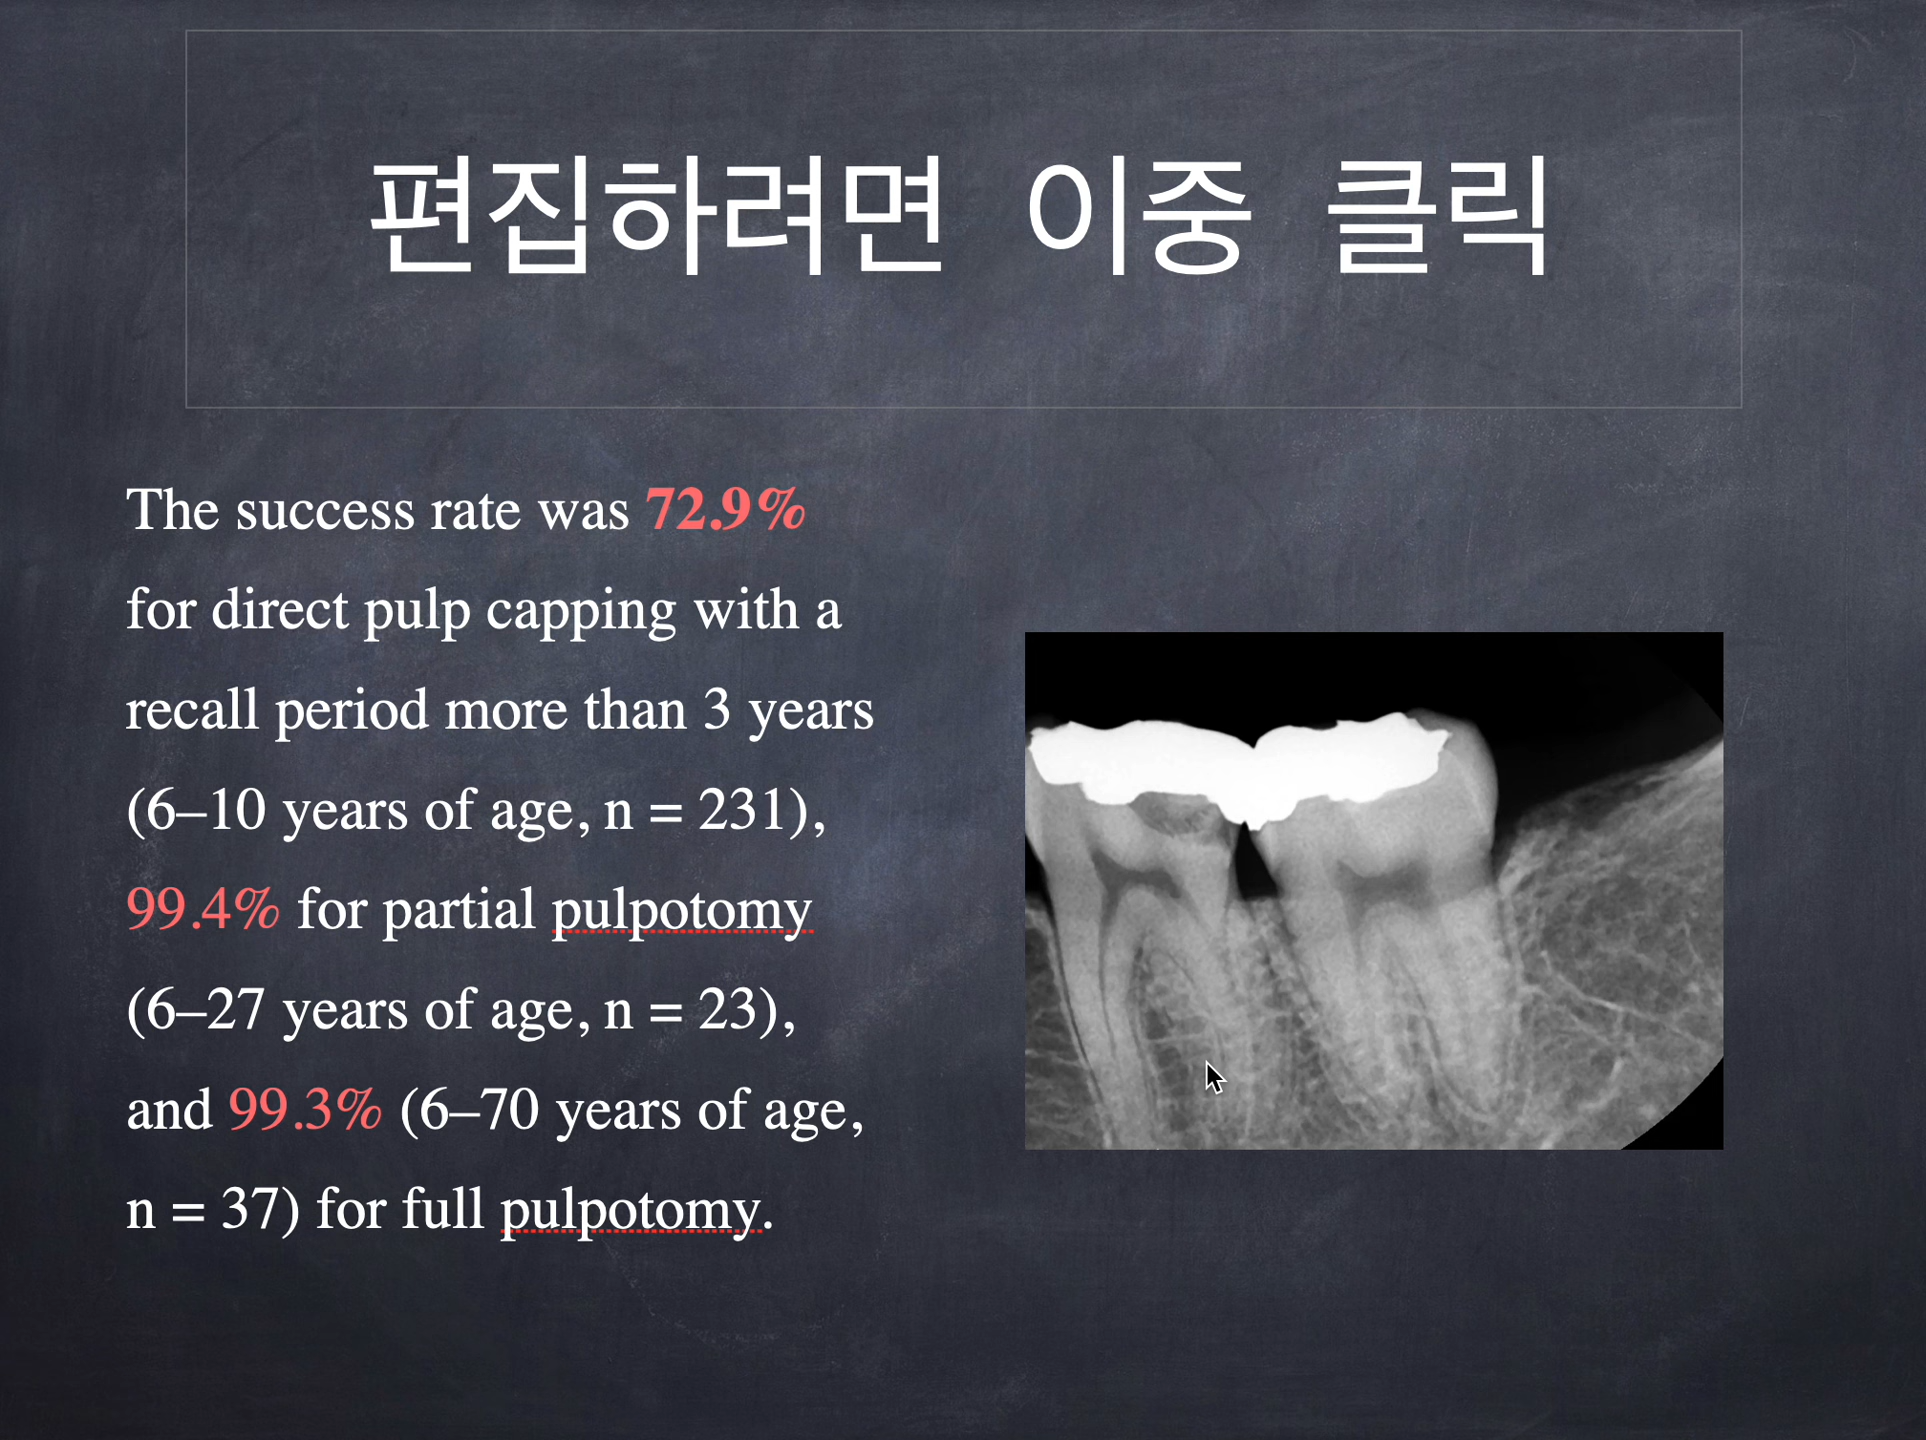 편집하려면 이중 클릭
The success rate was 72.9%
for direct pulp capping with a
recall period more than 3 years
(6–10 years of age, n = 231),
99.4% for partial pulpotomy
(6–27 years of age, n = 23),
and 99.3% (6–70 years of age,
n = 37) for full pulpotomy.